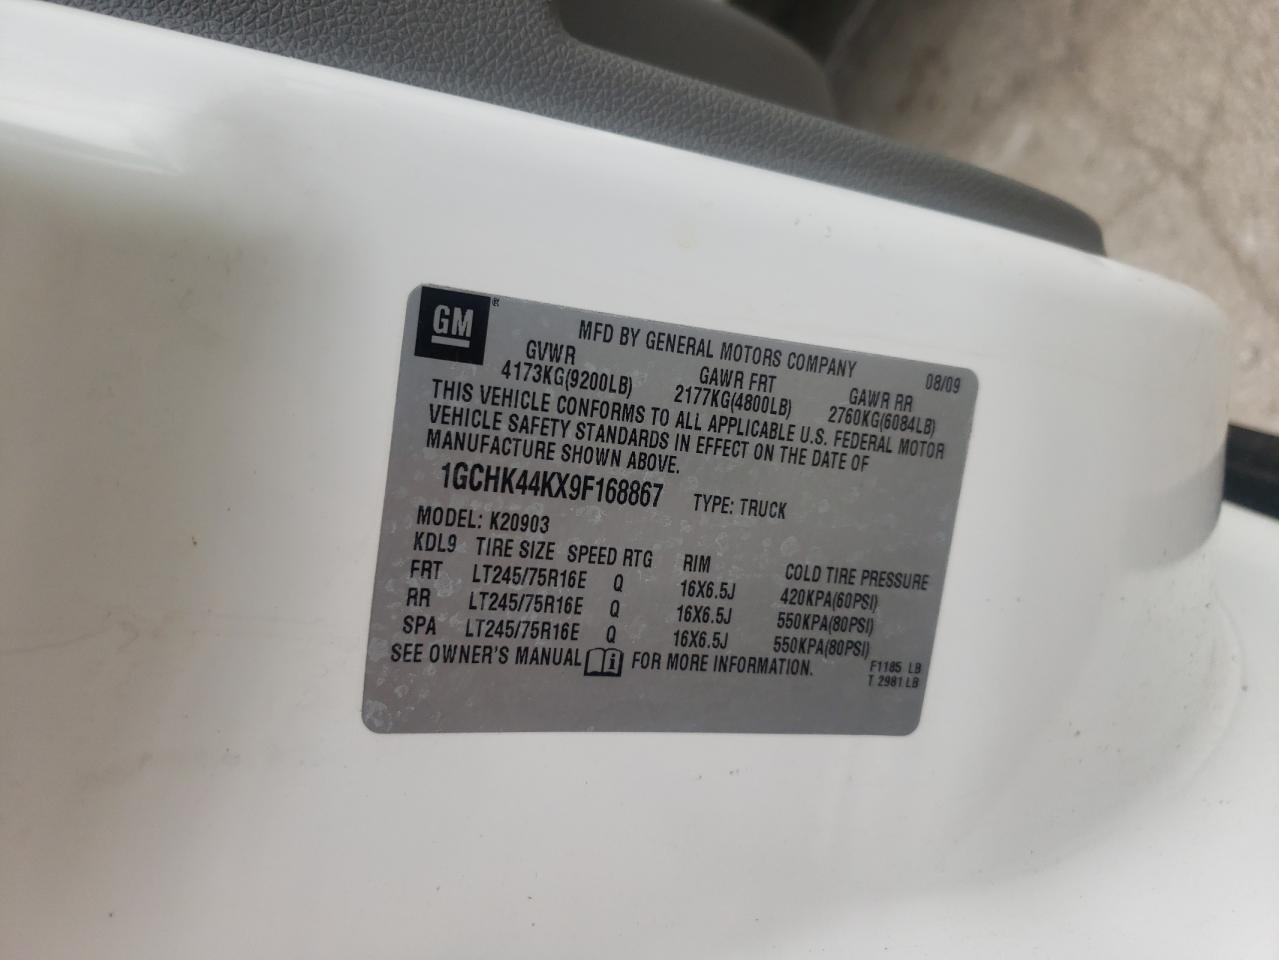 GM ®
MFD BY GENERAL MOTORS COMPANY 08/09
GVWR GAWR FRT GAWR RR
4173KG(9200LB) 2177KG(4800LB) 2760KG(6084LB)
THIS VEHICLE CONFORMS TO ALL APPLICABLE U.S. FEDERAL MOTOR
VEHICLE SAFETY STANDARDS IN EFFECT ON THE DATE OF
MANUFACTURE SHOWN ABOVE.
1GCHK44KX9F168867 TYPE: TRUCK
MODEL: K20903
KDL9 TIRE SIZE SPEED RTG RIM COLD TIRE PRESSURE
FRT LT245/75R16E Q 16X6.5J 420KPA(60PSI)
RR LT245/75R16E Q 16X6.5J 550KPA(80PSI)
SPA LT245/75R16E Q 16X6.5J 550KPA(80PSI)
SEE OWNER'S MANUAL i FOR MORE INFORMATION.
F1185 LB
T 2981 LB